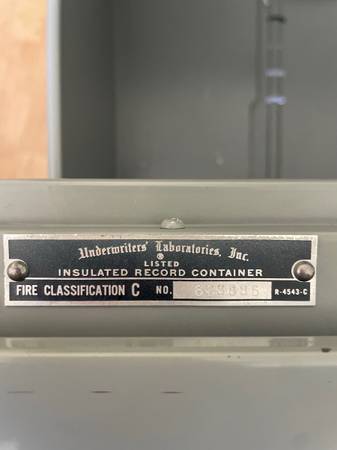 Underwriters' Laboratories, Inc.
®
LISTED
INSULATED RECORD CONTAINER
FIRE CLASSIFICATION C NO. R-4543-C